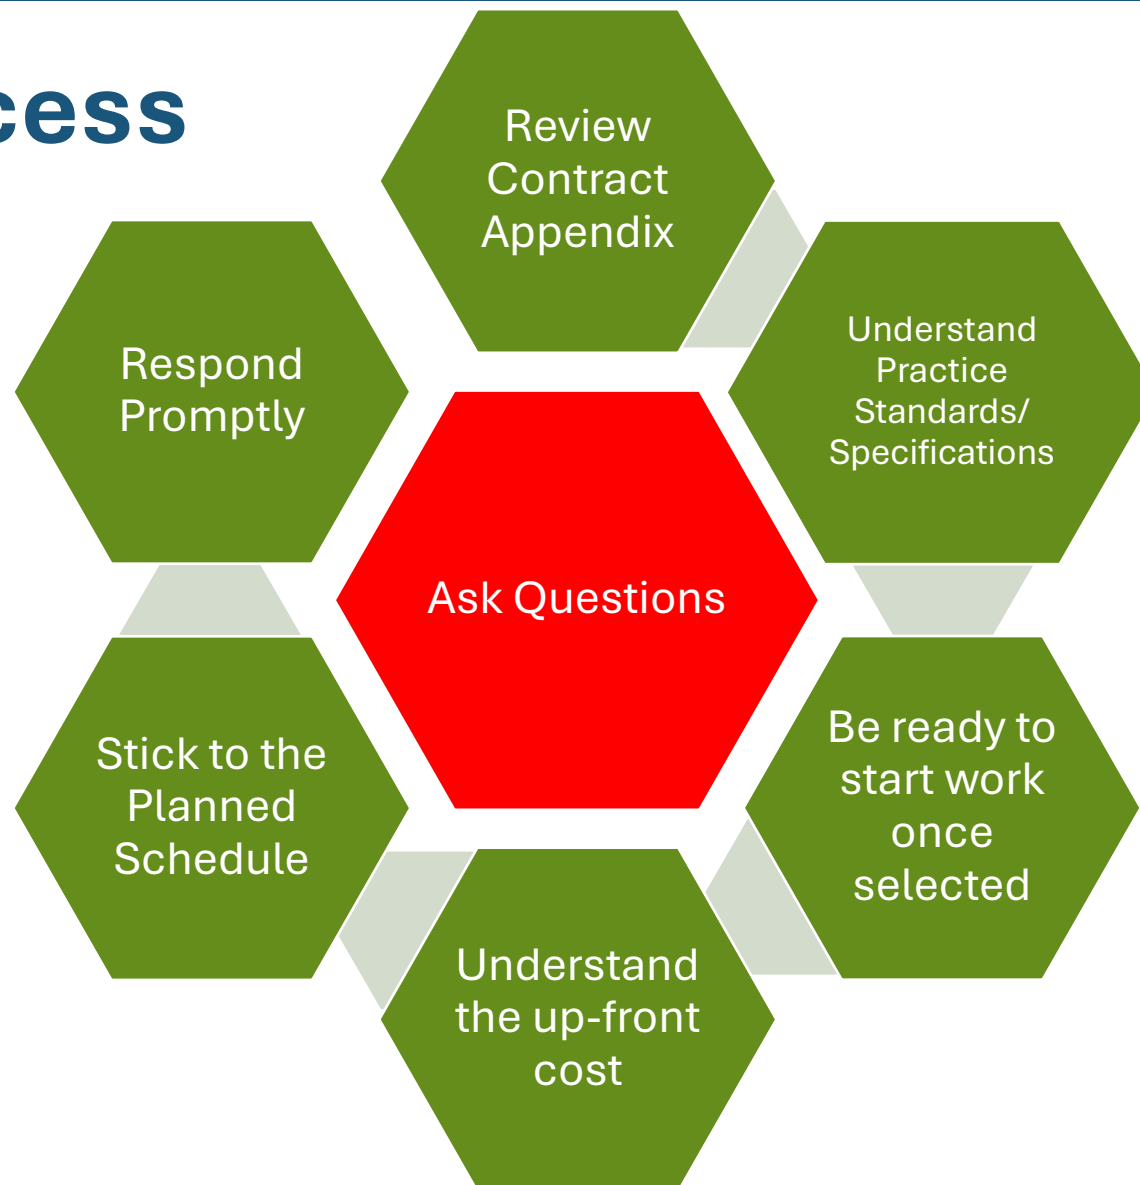 cess
Review
Contract
Appendix
Understand
Practice
Standards/
Specifications
Be ready to
start work
once
selected
Understand
the up-front
cost
Stick to the
Planned
Schedule
Respond
Promptly
Ask Questions